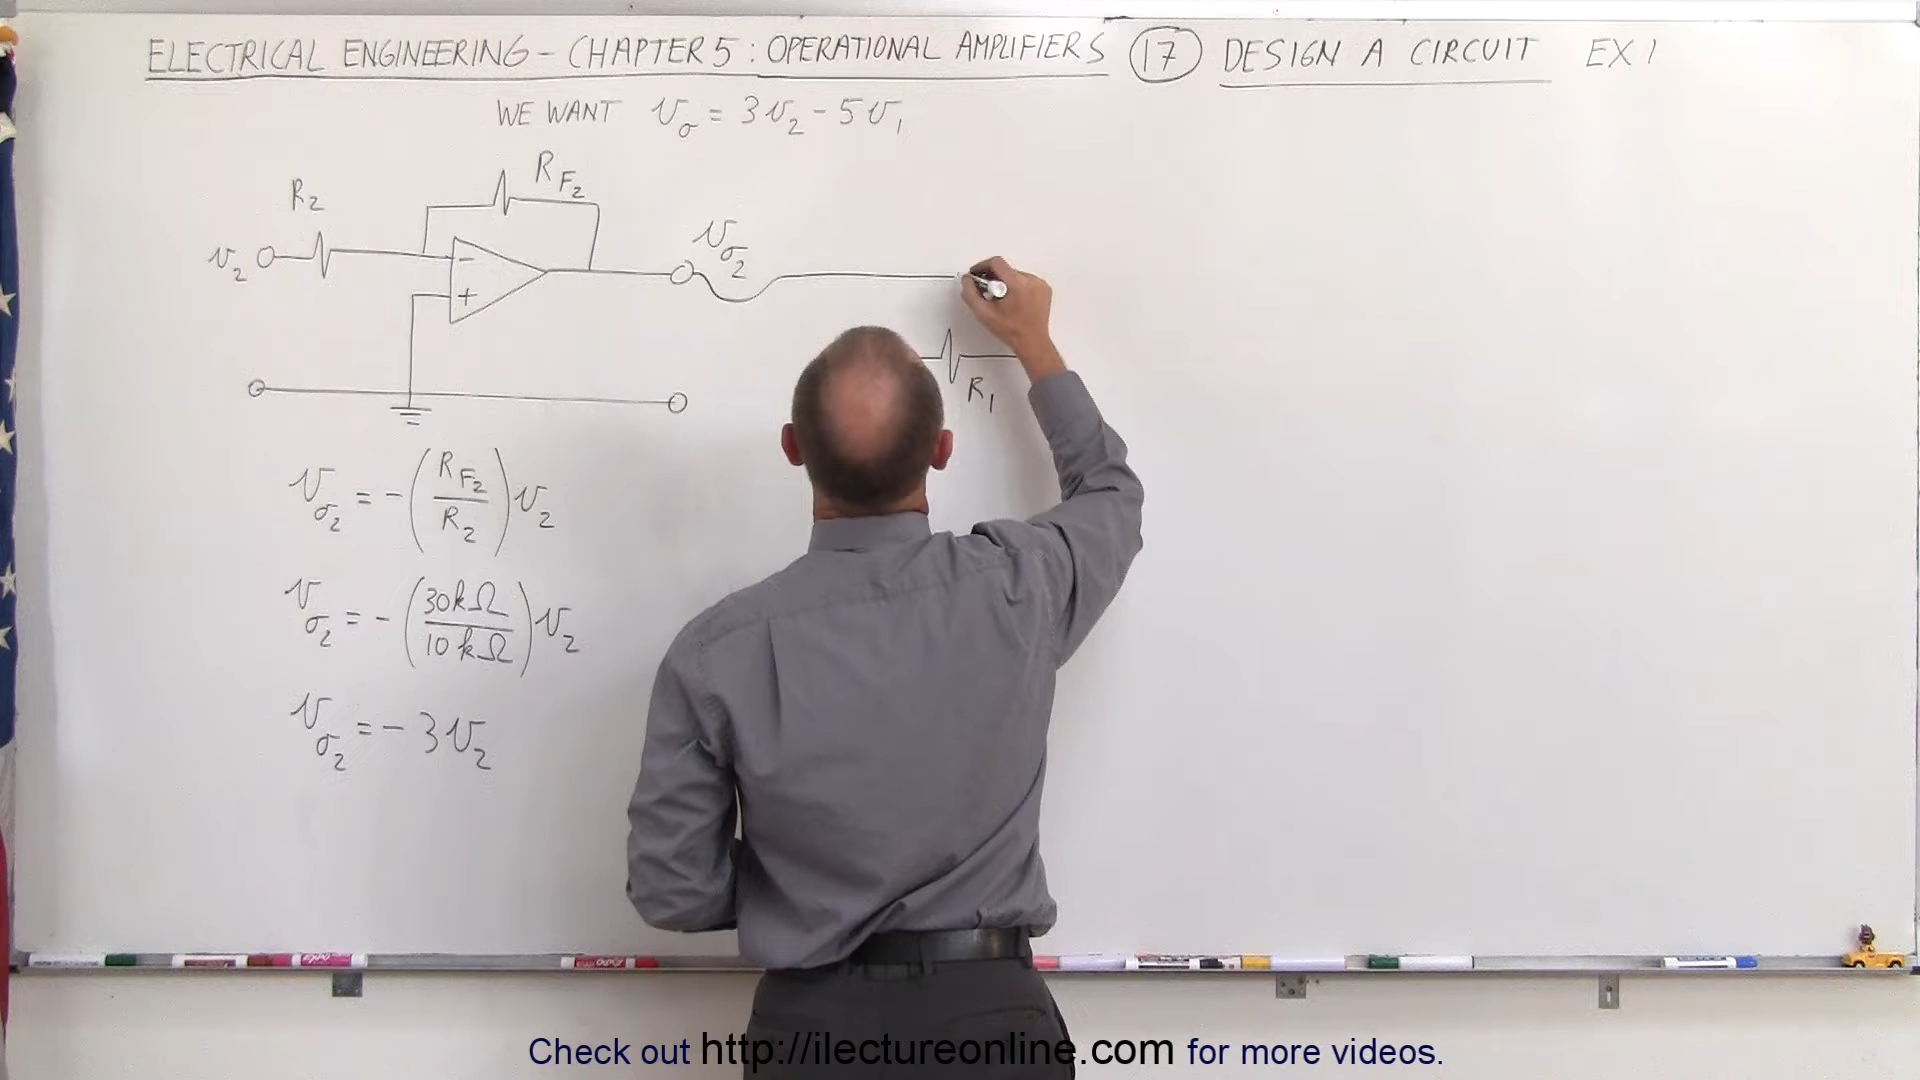 ELECTRICAL ENGINEERING - CHAPTER 5 : OPERATIONAL AMPLIFIERS (17) DESIGN A CIRCUIT EX 1
WE WANT v_o = 3v_2 - 5v_1
R_F2
R_2
v_o2
v_2
-
+
R_1
v_o2 = -(R_F2/R_2)v_2
v_o2 = -(30kΩ/10kΩ)v_2
v_o2 = -3v_2
EXPO
EXPO
Check out http://ilectureonline.com for more videos.